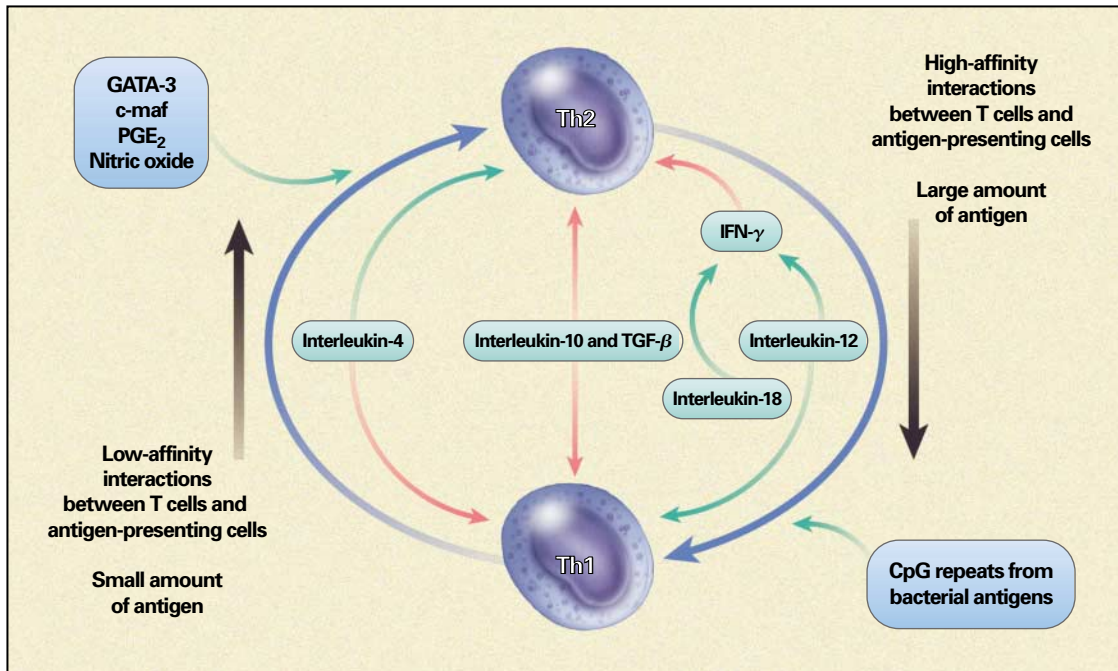 GATA-3
c-maf
PGE₂
Nitric oxide
Th2
High-affinity
interactions
between T cells and
antigen-presenting cells
Large amount
of antigen
IFN-γ
Interleukin-4
Interleukin-10 and TGF-β
Interleukin-12
Interleukin-18
Low-affinity
interactions
between T cells and
antigen-presenting cells
Small amount
of antigen
Th1
CpG repeats from
bacterial antigens